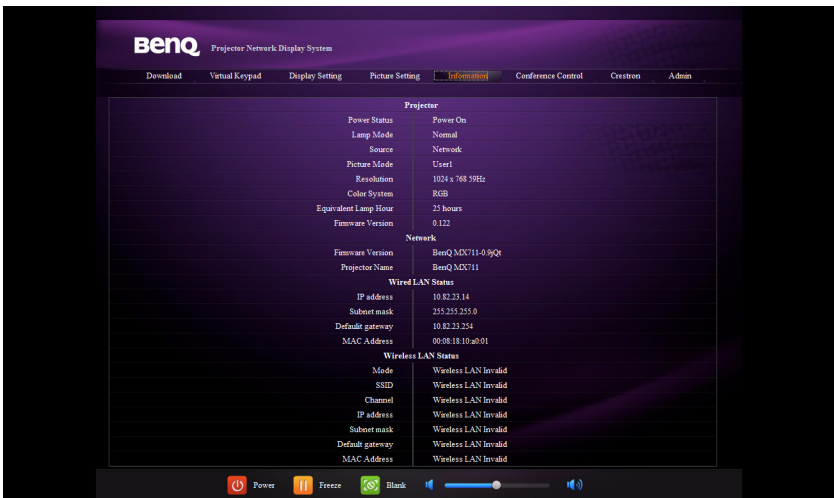 BenQ Projector Network Display System
Download Virtual Keypad Display Setting Picture Setting Information Conference Control Crestron Admin
Projector
Power Status Power On
Lamp Mode Normal
Source Network
Picture Mode User1
Resolution 1024 x 768 59Hz
Color System RGB
Equivalent Lamp Hour 25 hours
Firmware Version 0.122
Network
Firmware Version BenQ MX711-0.9jQt
Projector Name BenQ MX711
Wired LAN Status
IP address 10.82.23.14
Subnet mask 255.255.255.0
Default gateway 10.82.23.254
MAC Address 00:08:18:10:a0:01
Wireless LAN Status
Mode Wireless LAN Invalid
SSID Wireless LAN Invalid
Channel Wireless LAN Invalid
IP address Wireless LAN Invalid
Subnet mask Wireless LAN Invalid
Default gateway Wireless LAN Invalid
MAC Address Wireless LAN Invalid
Power Freeze Blank